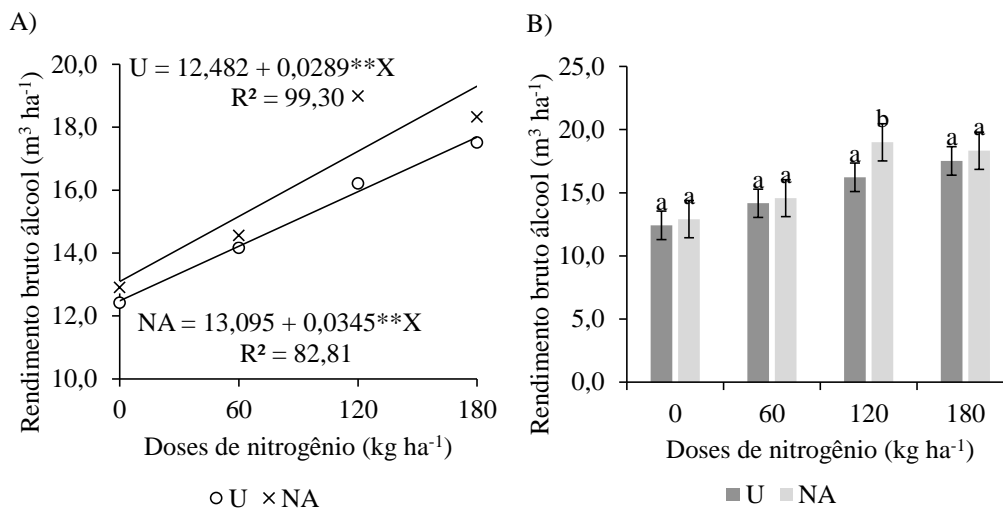 A)
Rendimento bruto álcool (m³ ha⁻¹)
20,0
18,0
16,0
14,0
12,0
10,0
U = 12,482 + 0,0289**X
R² = 99,30
NA = 13,095 + 0,0345**X
R² = 82,81
0 60 120 180
Doses de nitrogênio (kg ha⁻¹)
U NA
B)
Rendimento bruto álcool (m³ ha⁻¹)
25,0
20,0
15,0
10,0
5,0
0,0
a a a a a b a a
0 60 120 180
Doses de nitrogênio (kg ha⁻¹)
U NA